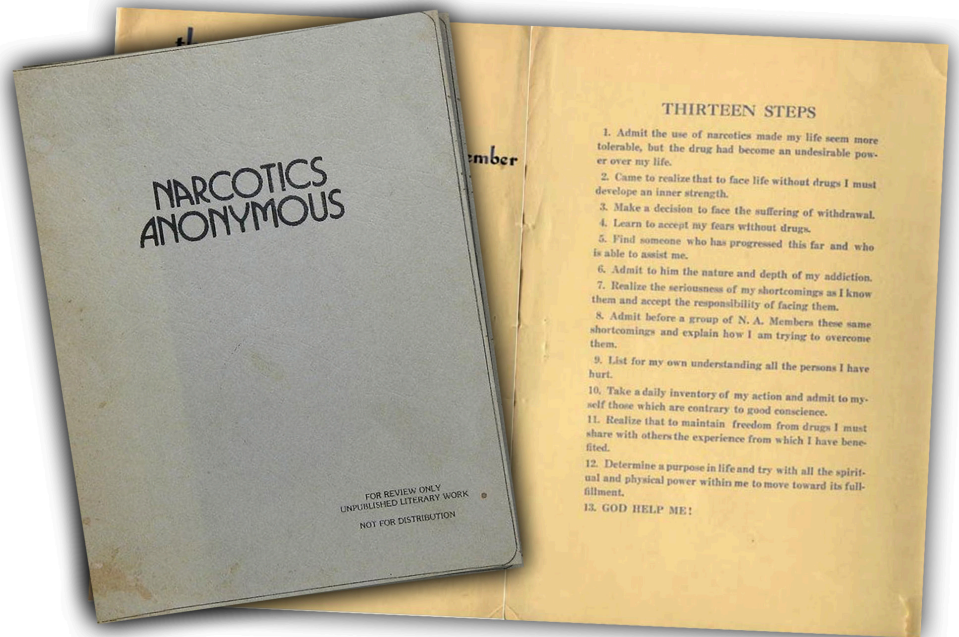 NARCOTICS
ANONYMOUS
FOR REVIEW ONLY
UNPUBLISHED LITERARY WORK
NOT FOR DISTRIBUTION
ember
THIRTEEN STEPS
1. Admit the use of narcotics made my life seem more
tolerable, but the drug had become an undesirable pow-
er over my life.
2. Came to realize that to face life without drugs I must
develope an inner strength.
3. Make a decision to face the suffering of withdrawal.
4. Learn to accept my fears without drugs.
5. Find someone who has progressed this far and who
is able to assist me.
6. Admit to him the nature and depth of my addiction.
7. Realize the seriousness of my shortcomings as I know
them and accept the responsibility of facing them.
8. Admit before a group of N. A. Members these same
shortcomings and explain how I am trying to overcome
them.
9. List for my own understanding all the persons I have
hurt.
10. Take a daily inventory of my action and admit to my-
self those which are contrary to good conscience.
11. Realize that to maintain freedom from drugs I must
share with others the experience from which I have bene-
fited.
12. Determine a purpose in life and try with all the spirit-
ual and physical power within me to move toward its full-
fillment.
13. GOD HELP ME!